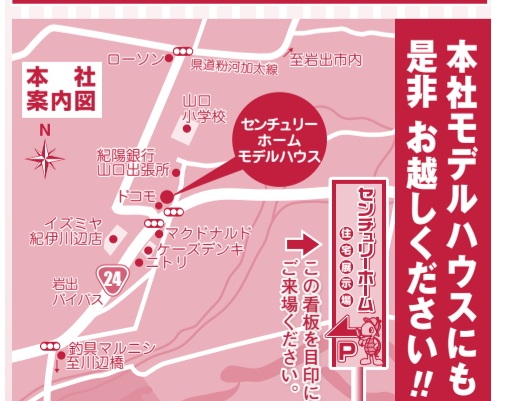 本社モデルハウスにも
是非 お越しください!!
本社
案内図
N
ローソン
県道粉河加太線
至岩出市内
山口
小学校
センチュリー
ホーム
モデルハウス
紀陽銀行
山口出張所
ドコモ
イズミヤ
紀伊川辺店
マクドナルド
ケーズデンキ
ニトリ
24
岩出
バイパス
釣具マルニシ
至川辺橋
センチュリーホーム
住宅展示場
P
この看板を目印に
ご来場ください。